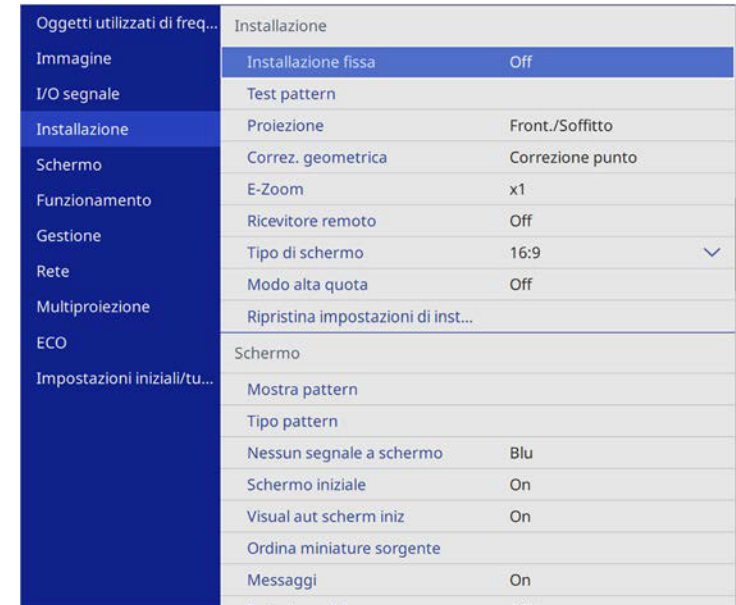 Oggetti utilizzati di freq...
Immagine
I/O segnale
Installazione
Schermo
Funzionamento
Gestione
Rete
Multiproiezione
ECO
Impostazioni iniziali/tu...
Installazione
Installazione fissa Off
Test pattern
Proiezione Front./Soffitto
Correz. geometrica Correzione punto
E-Zoom x1
Ricevitore remoto Off
Tipo di schermo 16:9
Modo alta quota Off
Ripristina impostazioni di inst...
Schermo
Mostra pattern
Tipo pattern
Nessun segnale a schermo Blu
Schermo iniziale On
Visual aut scherm iniz On
Ordina miniature sorgente
Messaggi On